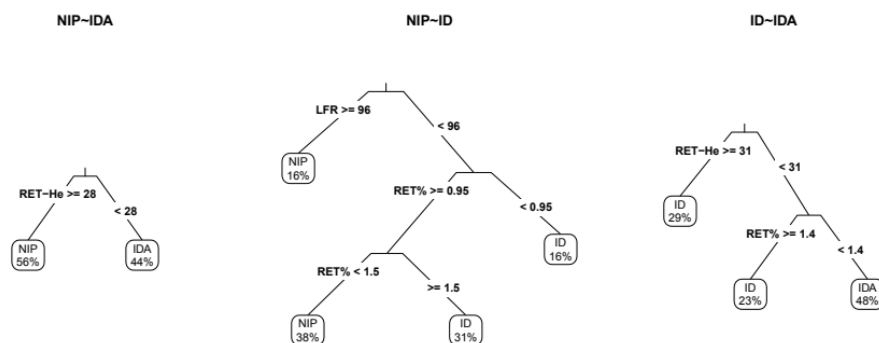 NIP~IDA
RET−He >= 28
< 28
NIP
56%
IDA
44%
NIP~ID
LFR >= 96
< 96
NIP
16%
RET% >= 0.95
< 0.95
ID
16%
RET% < 1.5
>= 1.5
NIP
38%
ID
31%
ID~IDA
RET−He >= 31
< 31
ID
29%
RET% >= 1.4
< 1.4
ID
23%
IDA
48%